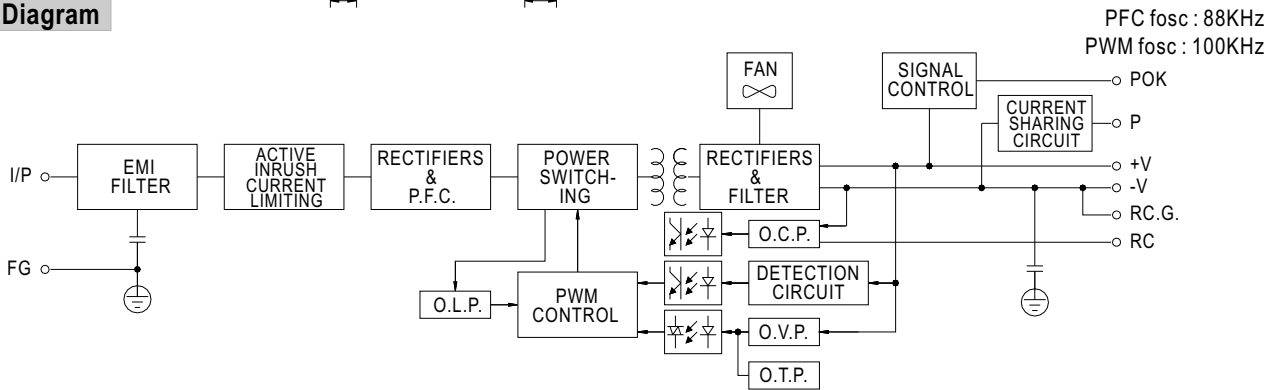 Diagram
PFC fosc : 88KHz
PWM fosc : 100KHz
FAN
SIGNAL
CONTROL
POK
CURRENT
SHARING
CIRCUIT
P
I/P
EMI
FILTER
ACTIVE
INRUSH
CURRENT
LIMITING
RECTIFIERS
&
P.F.C.
POWER
SWITCH-
ING
RECTIFIERS
&
FILTER
+V
-V
RC.G.
RC
O.C.P.
FG
O.L.P.
PWM
CONTROL
DETECTION
CIRCUIT
O.V.P.
O.T.P.